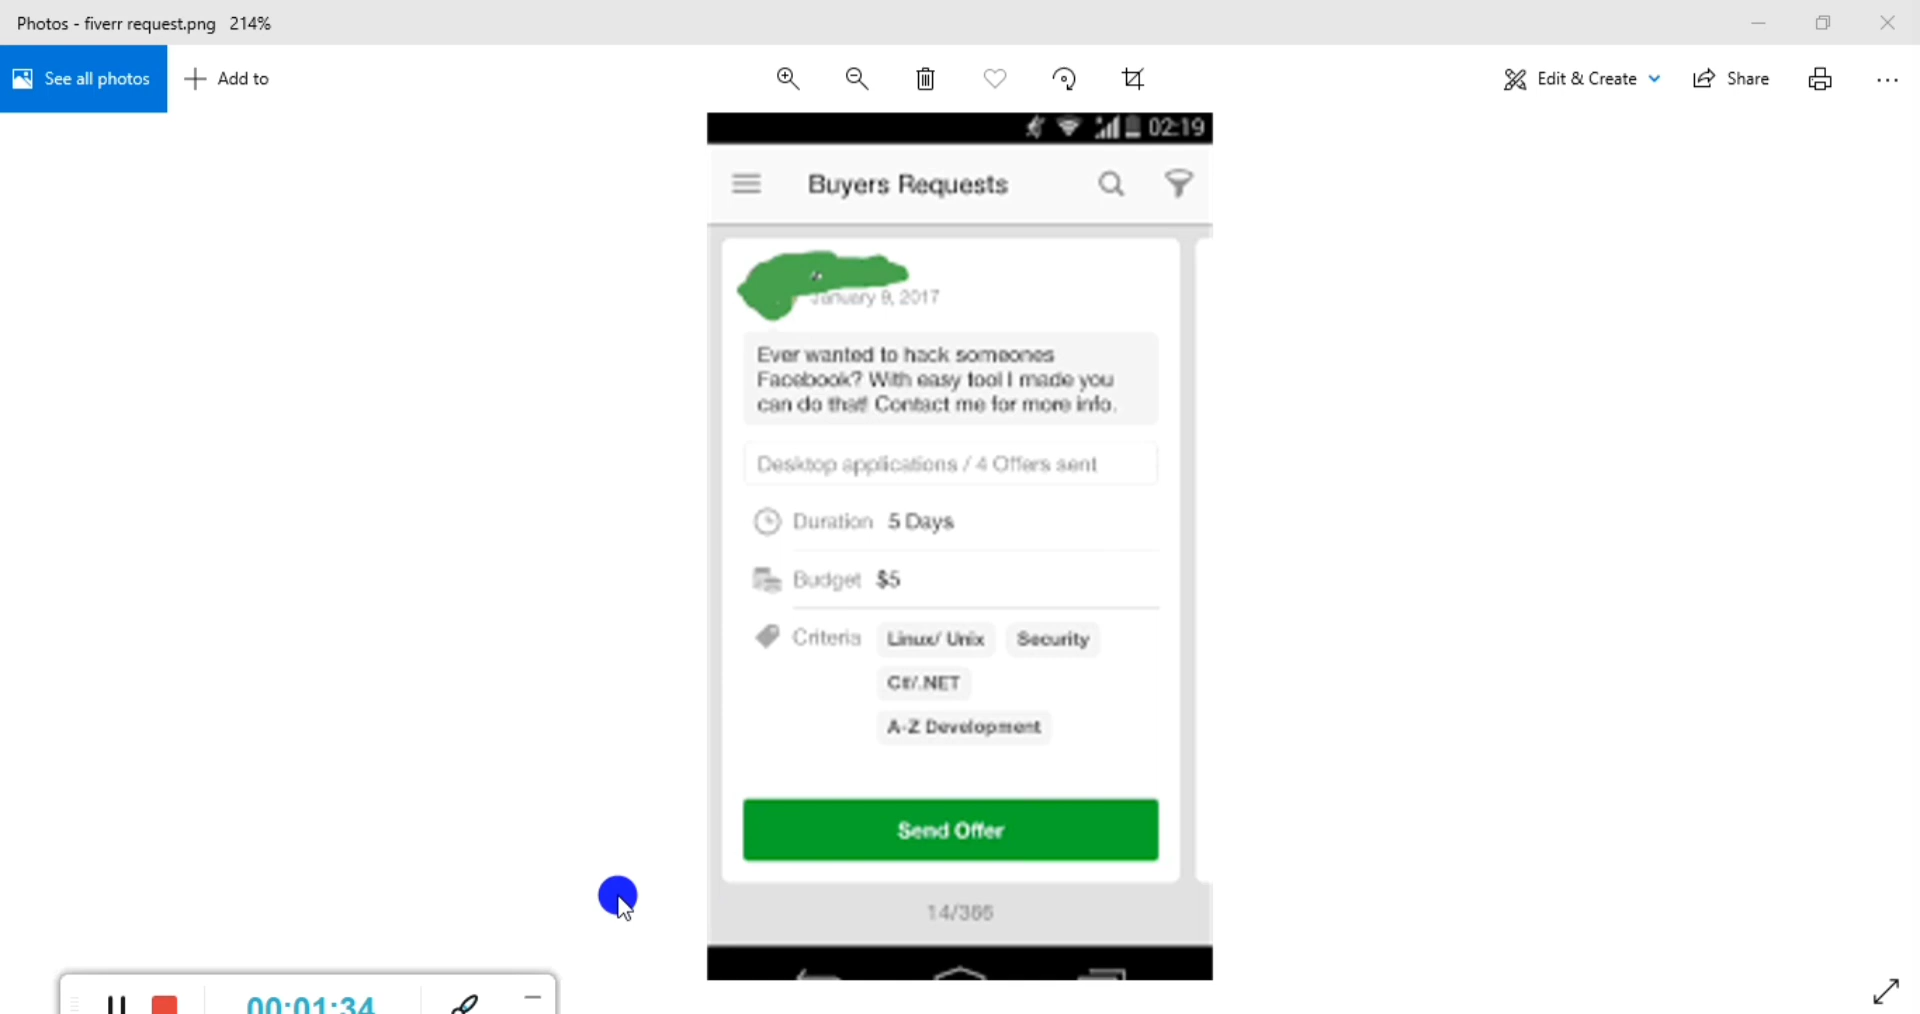 Photos - fiverr request.png 214%
See all photos
Add to
Edit & Create
Share
02:19
Buyers Requests
January 9, 2017
Ever wanted to hack someones
Facebook? With easy tool I made you
can do that! Contact me for more info.
Desktop applications / 4 Offers sent
Duration 5 Days
Budget $5
Criteria Linux/ Unix Security
C#/.NET
A-Z Development
Send Offer
14/366
00:01:34